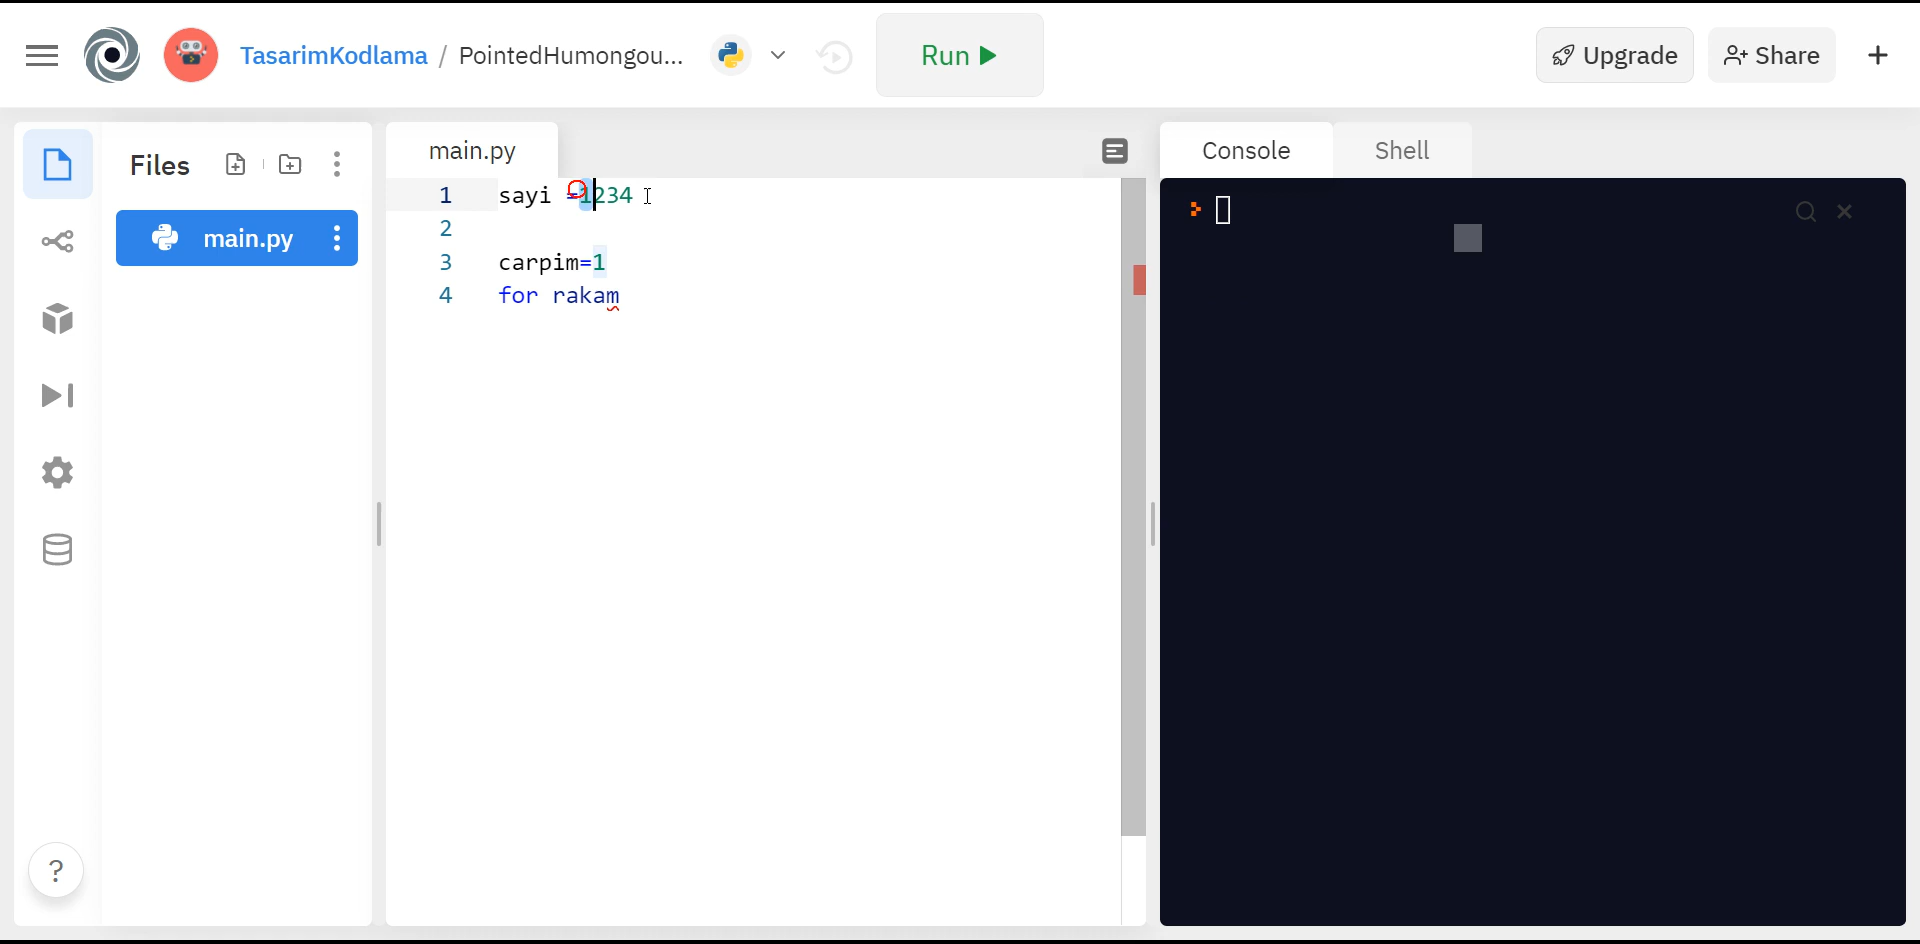 TasarimKodlama / PointedHumongou...
Run
Upgrade
Share
Files
main.py
main.py
1 sayi =1234
2
3 carpim=1
4 for rakam
Console
Shell
?